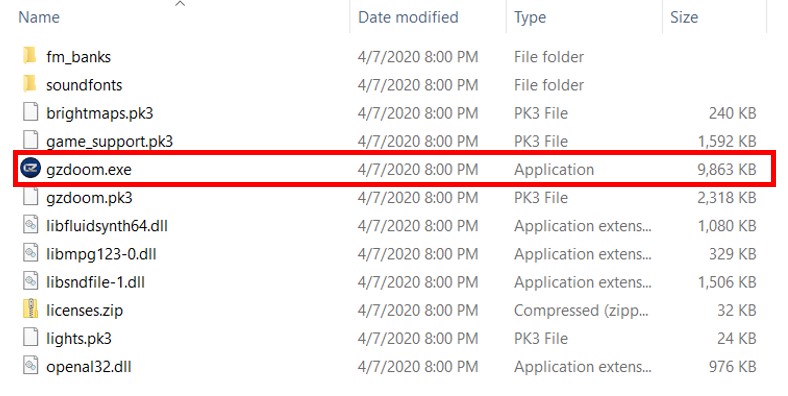 Name Date modified Type Size
fm_banks 4/7/2020 8:00 PM File folder
soundfonts 4/7/2020 8:00 PM File folder
brightmaps.pk3 4/7/2020 8:00 PM PK3 File 240 KB
game_support.pk3 4/7/2020 8:00 PM PK3 File 1,592 KB
GZ gzdoom.exe 4/7/2020 8:00 PM Application 9,863 KB
gzdoom.pk3 4/7/2020 8:00 PM PK3 File 2,318 KB
libfluidsynth64.dll 4/7/2020 8:00 PM Application extens... 1,080 KB
libmpg123-0.dll 4/7/2020 8:00 PM Application extens... 329 KB
libsndfile-1.dll 4/7/2020 8:00 PM Application extens... 1,506 KB
licenses.zip 4/7/2020 8:00 PM Compressed (zipp... 32 KB
lights.pk3 4/7/2020 8:00 PM PK3 File 24 KB
openal32.dll 4/7/2020 8:00 PM Application extens... 976 KB